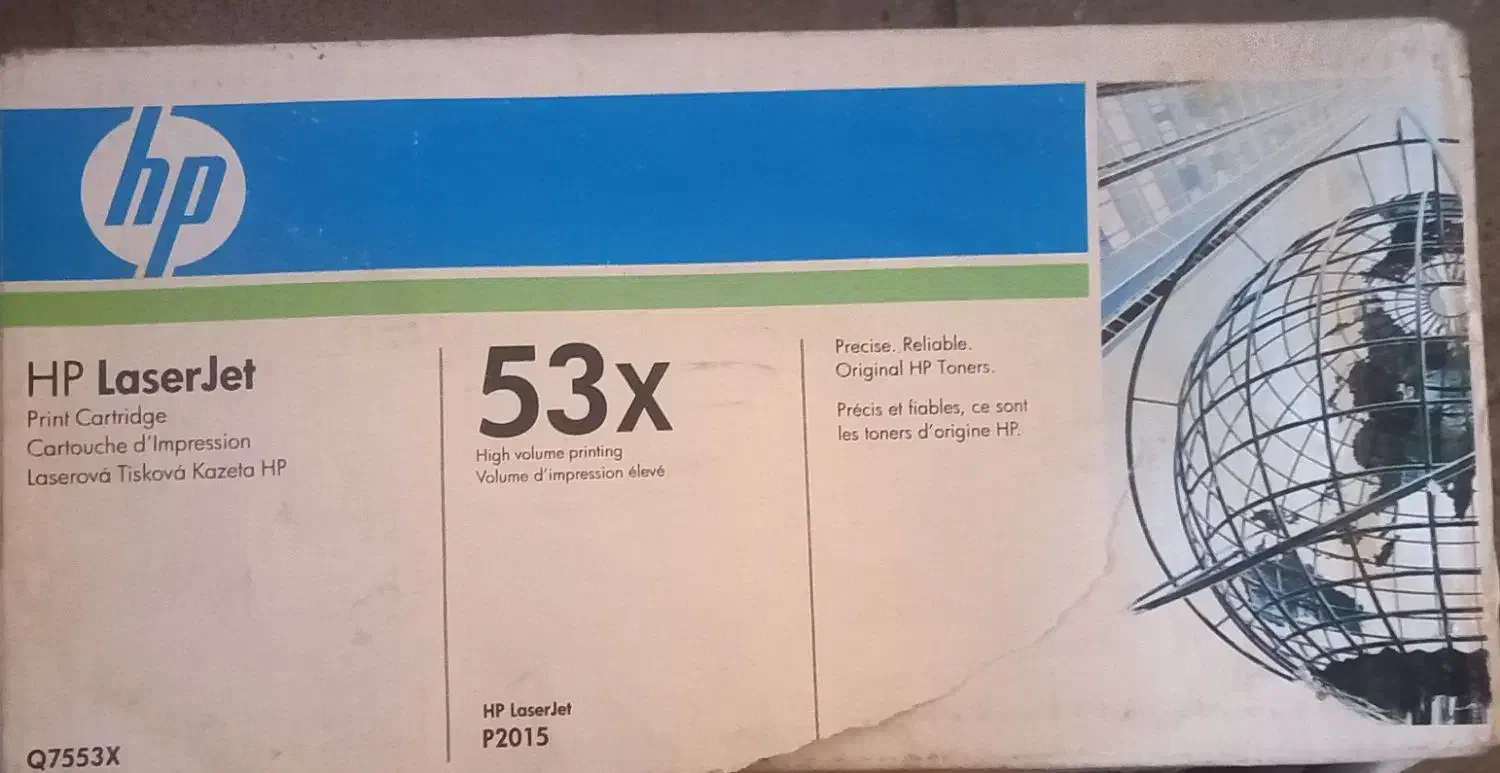 hp
HP LaserJet
Print Cartridge
Cartouche d'Impression
Laserová Tisková Kazeta HP
Q7553X
53X
High volume printing
Volume d'impression élevé
HP LaserJet
P2015
Precise. Reliable.
Original HP Toners.
Précis et fiables, ce sont
les toners d'origine HP.